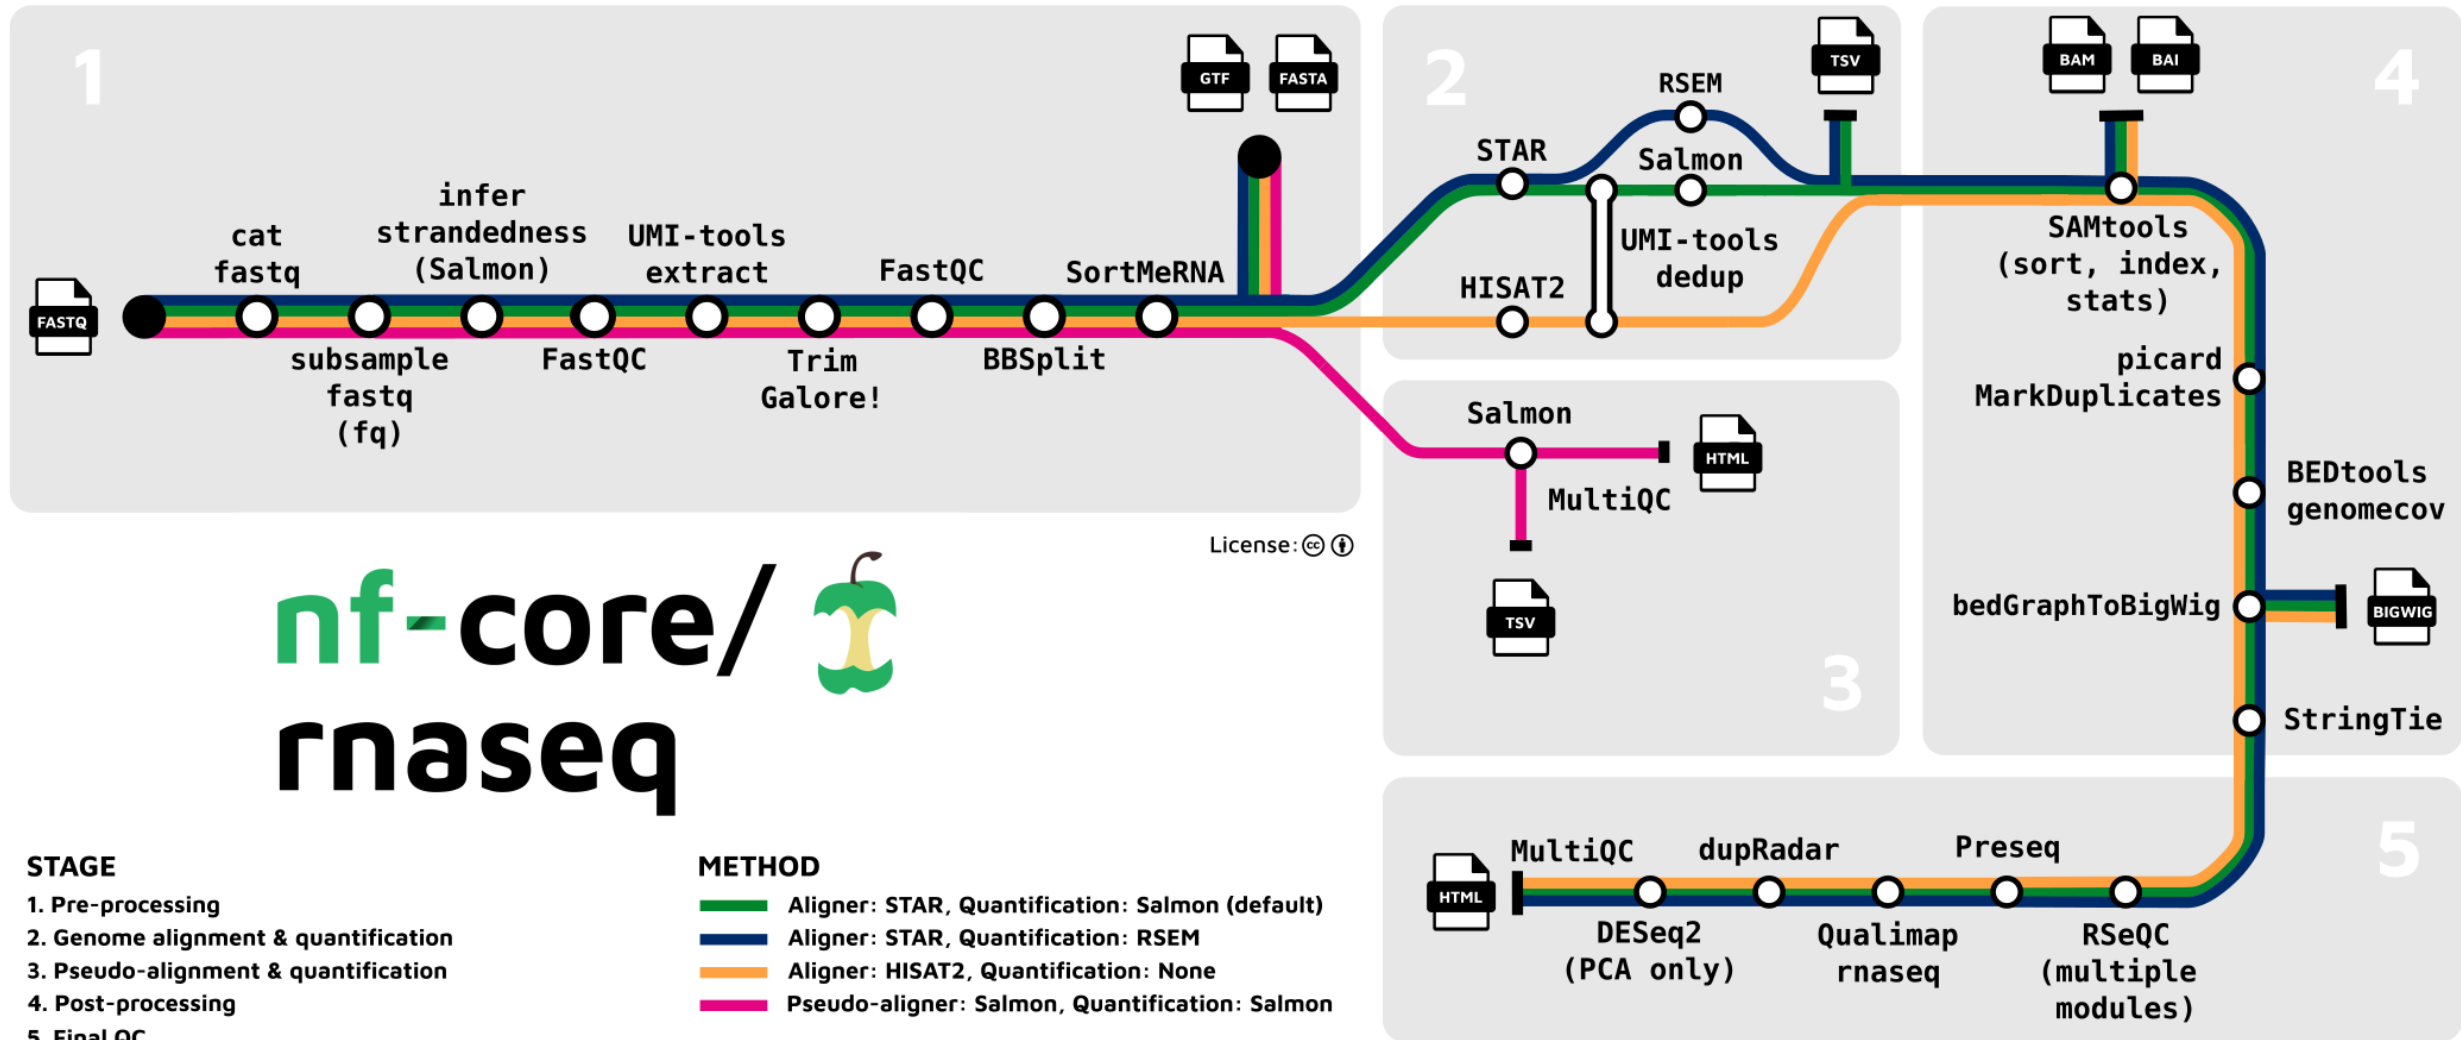 1
GTF
FASTA
infer
strandedness
(Salmon)
cat
fastq
UMI-tools
extract
FastQC
SortMeRNA
FASTQ
subsample
fastq
(fq)
FastQC
Trim
Galore!
BBSplit
2
TSV
RSEM
STAR
Salmon
UMI-tools
dedup
HISAT2
4
BAM
BAI
SAMtools
(sort, index,
stats)
picard
MarkDuplicates
BEDtools
genomecov
bedGraphToBigWig
BIGWIG
StringTie
Salmon
HTML
MultiQC
TSV
3
License: cc
nf-core/
rnaseq
5
MultiQC
dupRadar
Preseq
HTML
DESeq2
(PCA only)
Qualimap
rnaseq
RSeQC
(multiple
modules)
STAGE
1. Pre-processing
2. Genome alignment & quantification
3. Pseudo-alignment & quantification
4. Post-processing
5. Final QC
METHOD
Aligner: STAR, Quantification: Salmon (default)
Aligner: STAR, Quantification: RSEM
Aligner: HISAT2, Quantification: None
Pseudo-aligner: Salmon, Quantification: Salmon